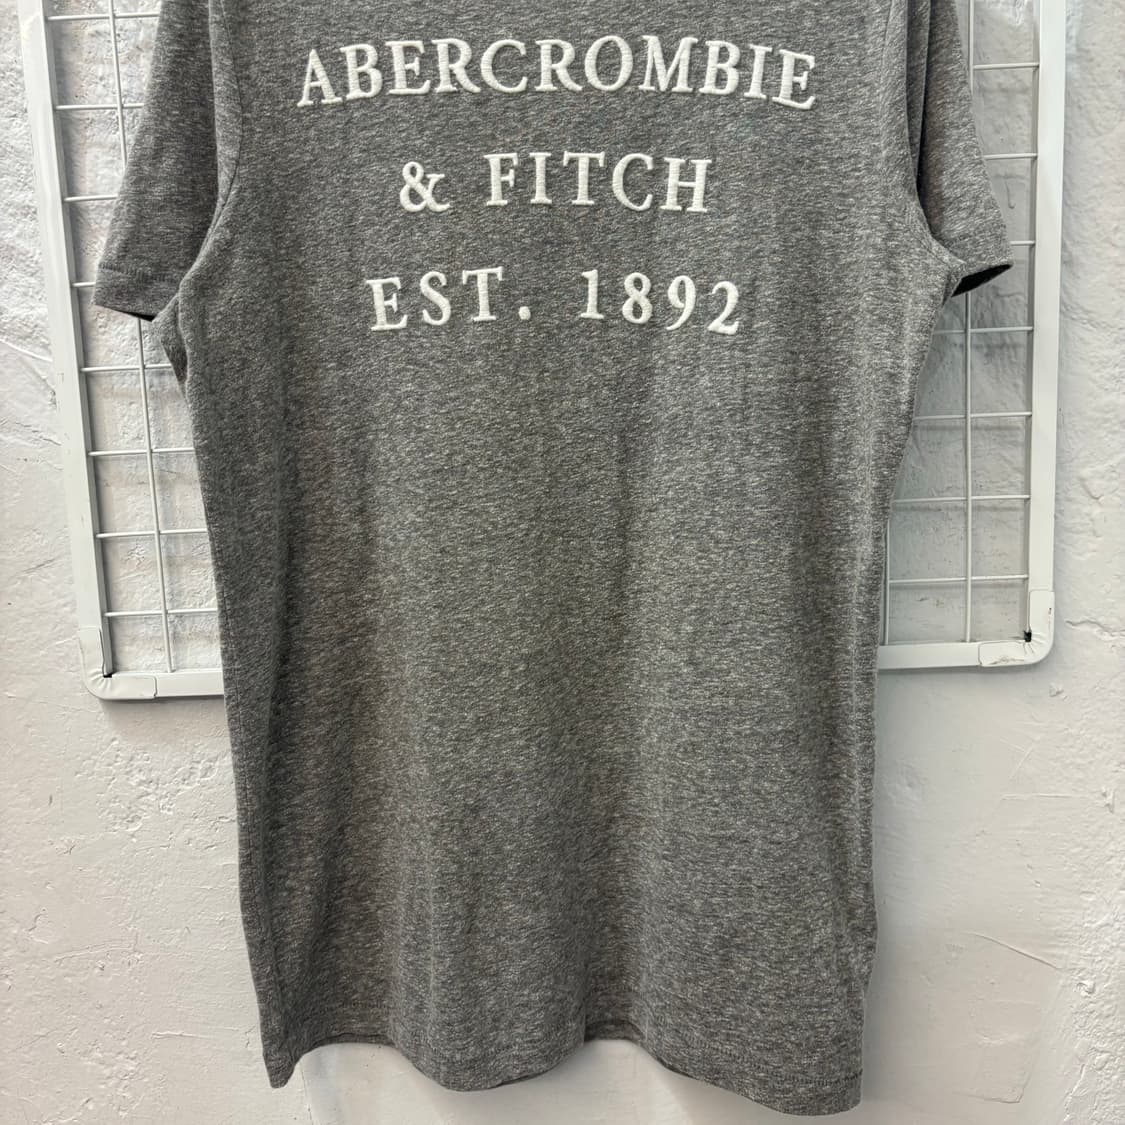 ABERCROMBIE
& FITCH
EST. 1892